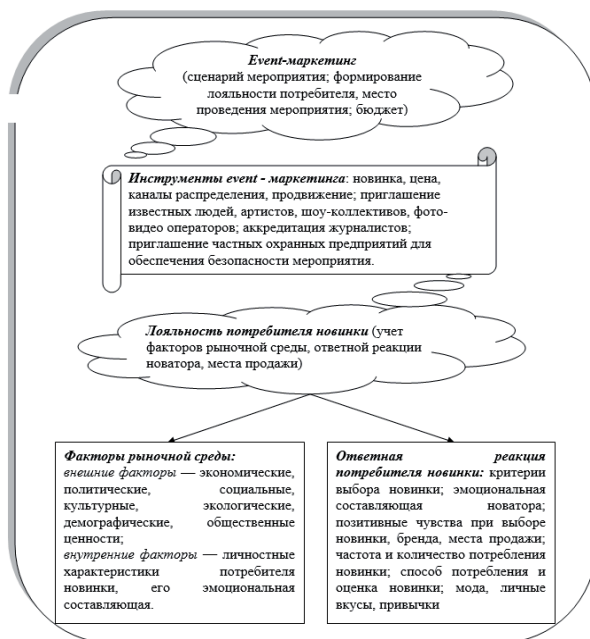 Event-маркетинг
(сценарий мероприятия; формирование
лояльности потребителя, место
проведения мероприятия; бюджет)
Инструменты event - маркетинга: новинка, цена,
каналы распределения, продвижение; приглашение
известных людей, артистов, шоу-коллективов, фото-
видео операторов; аккредитация журналистов;
приглашение частных охранных предприятий для
обеспечения безопасности мероприятия.
Лояльность потребителя новинки (учет
факторов рыночной среды, ответной реакции
новатора, места продажи)
Факторы рыночной среды:
внешние факторы — экономические,
политические, социальные,
культурные, экологические,
демографические, общественные
ценности;
внутренние факторы — личностные
характеристики потребителя
новинки, его эмоциональная
составляющая.
Ответная реакция
потребителя новинки: критерии
выбора новинки; эмоциональная
составляющая новатора;
позитивные чувства при выборе
новинки, бренда, места продажи;
частота и количество потребления
новинки; способ потребления и
оценка новинки; мода, личные
вкусы, привычки